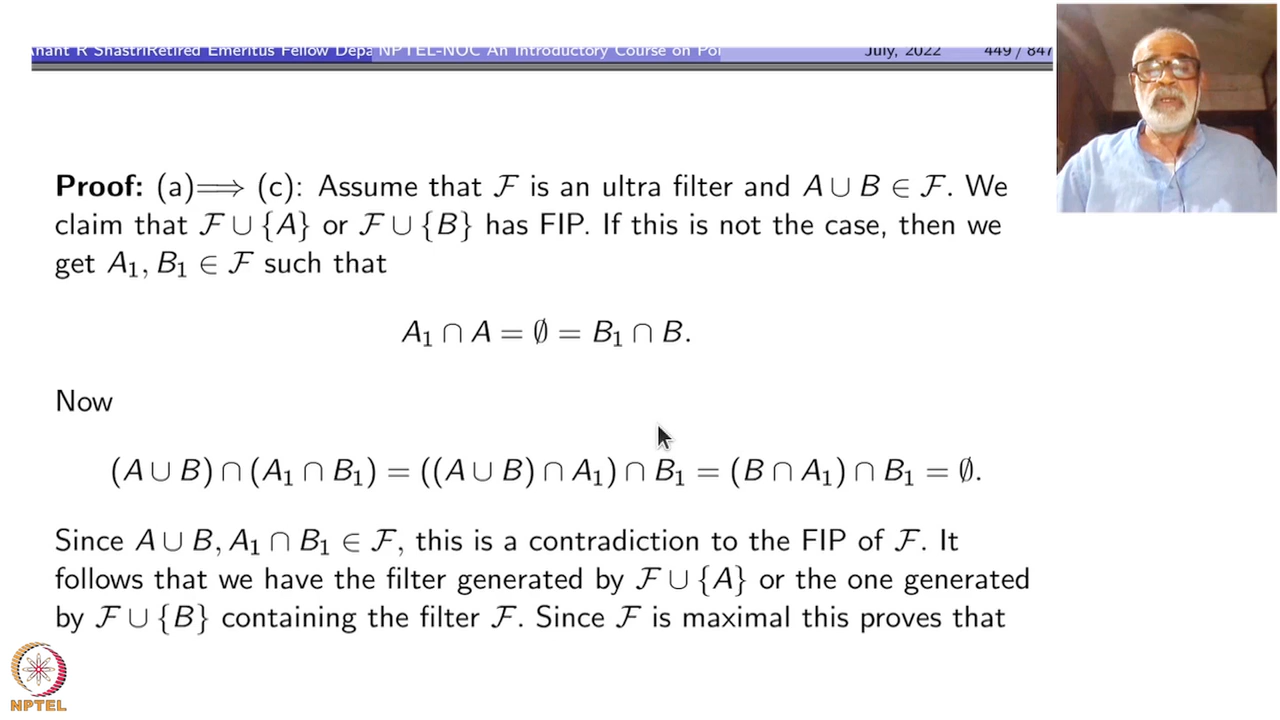 Anant R ShastriRetired Emeritus Fellow Depa NPTEL-NOC An Introductory Course on Poi July, 2022 449 / 847
Proof: (a)⟹ (c): Assume that ℱ is an ultra filter and A ∪ B ∈ ℱ. We
claim that ℱ ∪ {A} or ℱ ∪ {B} has FIP. If this is not the case, then we
get A₁, B₁ ∈ ℱ such that
A₁ ∩ A = ∅ = B₁ ∩ B.
Now
(A ∪ B) ∩ (A₁ ∩ B₁) = ((A ∪ B) ∩ A₁) ∩ B₁ = (B ∩ A₁) ∩ B₁ = ∅.
Since A ∪ B, A₁ ∩ B₁ ∈ ℱ, this is a contradiction to the FIP of ℱ. It
follows that we have the filter generated by ℱ ∪ {A} or the one generated
by ℱ ∪ {B} containing the filter ℱ. Since ℱ is maximal this proves that
NPTEL